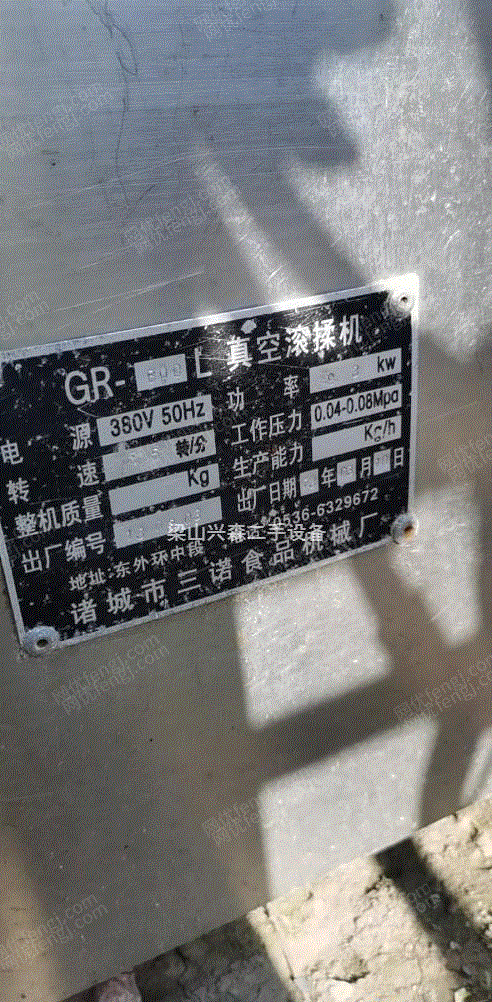 GR-600L 真空滚揉机
电源 380V 50Hz 功率 kw
转速 转/分 工作压力 0.04-0.08Mpa
整机质量 Kg 生产能力 Kg/h
出厂编号 出厂日期 年 月 日
地址:东外环中段 0536-6329672
诸城市三诺食品机械厂
梁山兴森二手设备